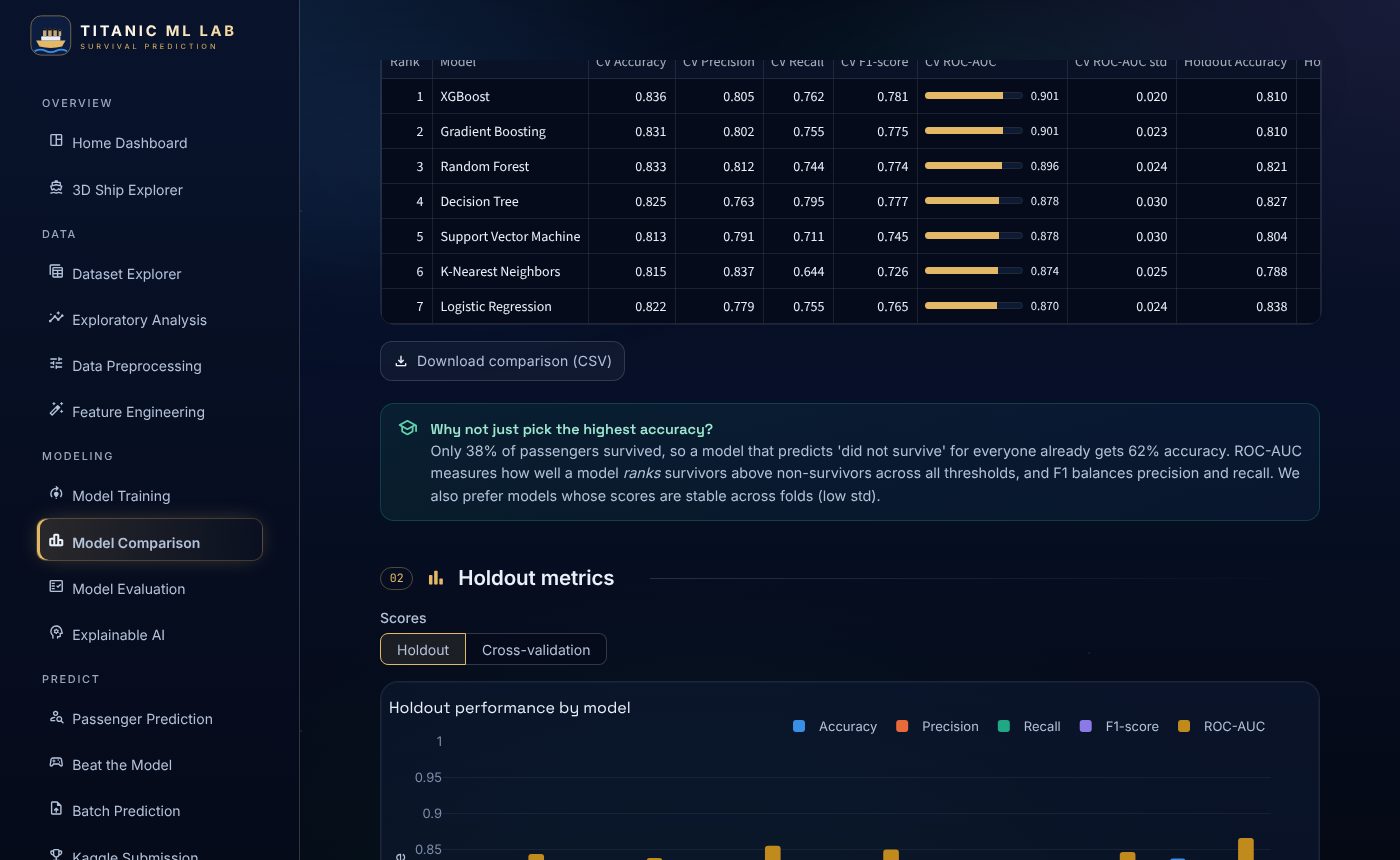 TITANIC ML LAB
SURVIVAL PREDICTION
OVERVIEW
Home Dashboard
3D Ship Explorer
DATA
Dataset Explorer
Exploratory Analysis
Data Preprocessing
Feature Engineering
MODELING
Model Training
Model Comparison
Model Evaluation
Explainable AI
PREDICT
Passenger Prediction
Beat the Model
Batch Prediction
Kaggle Submission
Rank Model CV Accuracy CV Precision CV Recall CV F1-score CV ROC-AUC CV ROC-AUC std Holdout Accuracy Ho
1 XGBoost 0.836 0.805 0.762 0.781 0.901 0.020 0.810
2 Gradient Boosting 0.831 0.802 0.755 0.775 0.901 0.023 0.810
3 Random Forest 0.833 0.812 0.744 0.774 0.896 0.024 0.821
4 Decision Tree 0.825 0.763 0.795 0.777 0.878 0.030 0.827
5 Support Vector Machine 0.813 0.791 0.711 0.745 0.878 0.030 0.804
6 K-Nearest Neighbors 0.815 0.837 0.644 0.726 0.874 0.025 0.788
7 Logistic Regression 0.822 0.779 0.755 0.765 0.870 0.024 0.838
Download comparison (CSV)
Why not just pick the highest accuracy?
Only 38% of passengers survived, so a model that predicts 'did not survive' for everyone already gets 62% accuracy. ROC-AUC
measures how well a model ranks survivors above non-survivors across all thresholds, and F1 balances precision and recall. We
also prefer models whose scores are stable across folds (low std).
02 Holdout metrics
Scores
Holdout Cross-validation
Holdout performance by model
Accuracy Precision Recall F1-score ROC-AUC
1
0.95
0.9
0.85